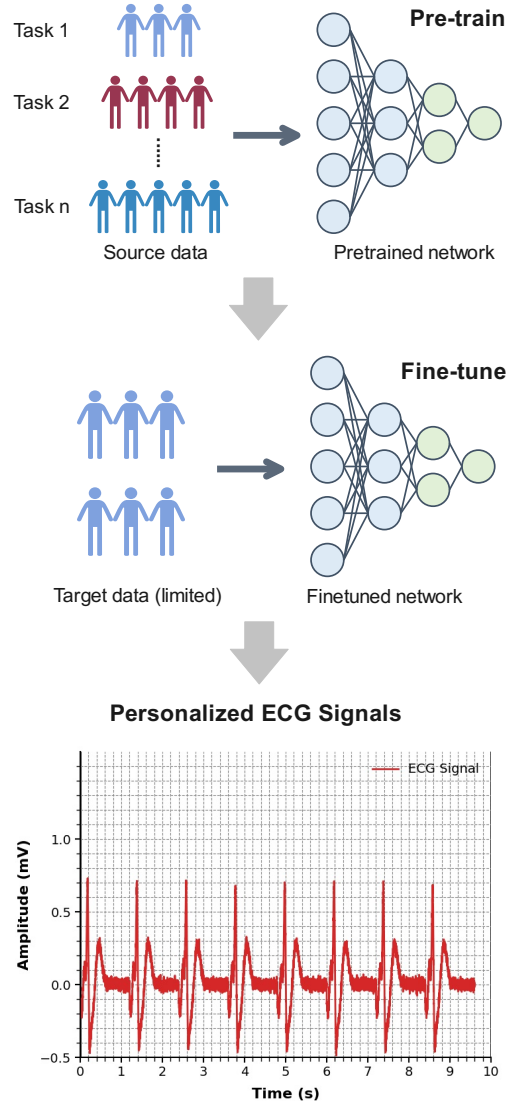 Task 1
Pre-train
Task 2
Task n
Source data
Pretrained network
Fine-tune
Target data (limited)
Finetuned network
Personalized ECG Signals
ECG Signal
Amplitude (mV)
1.0
0.5
0.0
−0.5
0 1 2 3 4 5 6 7 8 9 10
Time (s)